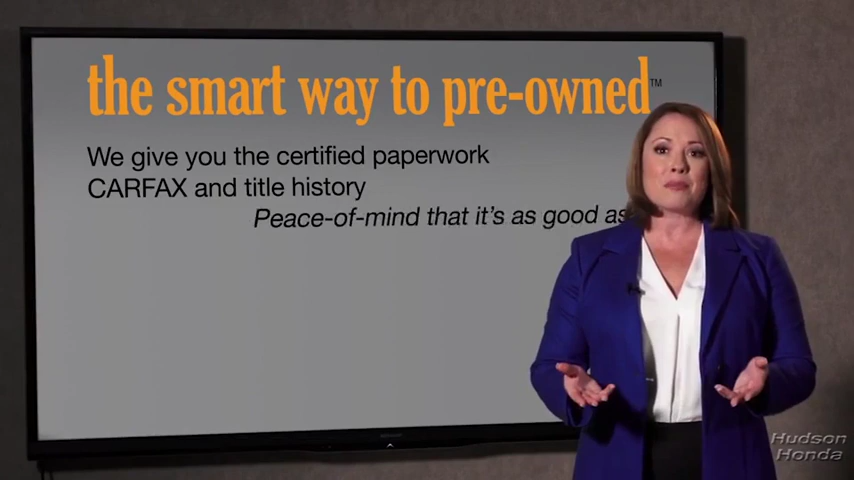 the smart way to pre-owned™
We give you the certified paperwork
CARFAX and title history
Peace-of-mind that it's as good as
Hudson
Honda